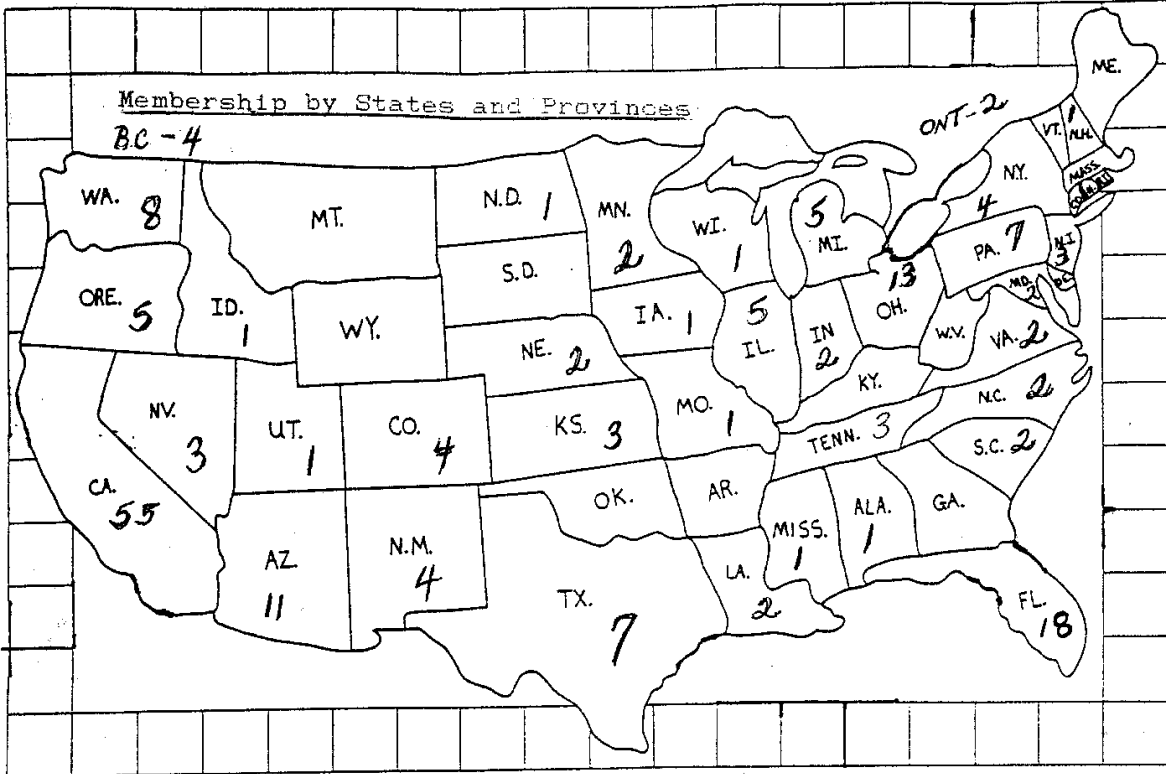 Membership by States and Provinces
B.C - 4
ONT-2
ME.
VT.
1
N.H.
MASS.
WA. 8
MT.
N.D. 1
MN.
2
WI.
1
5
MI.
N.Y.
4
PA. 7
N.J.
3
ORE. 5
ID.
1
S.D.
WY.
IA. 1
5
IL.
IN
2
13
OH.
MD.
2
DE.
W.V.
VA. 2
NE. 2
KY.
N.C. 2
NV.
3
UT.
1
CO.
4
KS. 3
MO.
1
TENN. 3
S.C. 2
CA.
55
OK.
AR.
MISS.
1
ALA.
1
GA.
AZ.
11
N.M.
4
TX.
7
LA.
2
FL.
18